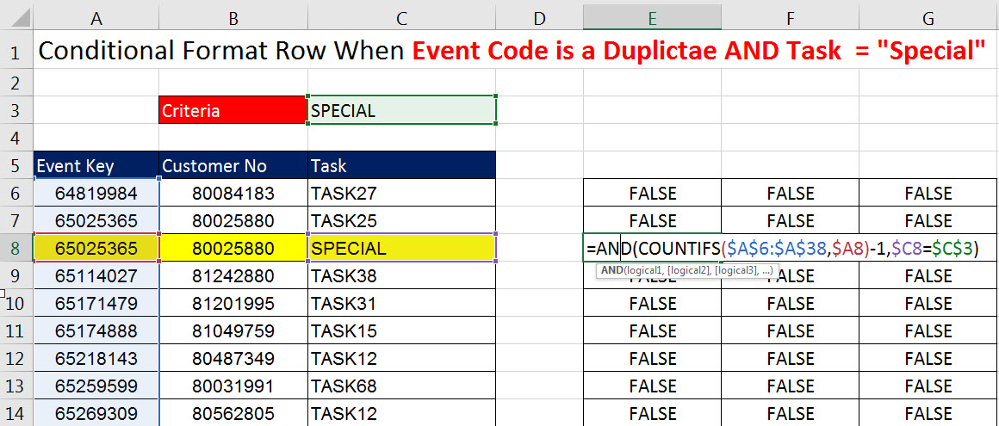 A B C D E F G
1 Conditional Format Row When Event Code is a Duplictae AND Task = "Special"
2
3 Criteria SPECIAL
4
5 Event Key Customer No Task
6 64819984 80084183 TASK27 FALSE FALSE FALSE
7 65025365 80025880 TASK25 FALSE FALSE FALSE
8 65025365 80025880 SPECIAL =AND(COUNTIFS($A$6:$A$38,$A8)-1,$C8=$C$3)
AND(logical1, [logical2], [logical3], ...)
9 65114027 81242880 TASK38 FALSE FALSE FALSE
10 65171479 81201995 TASK31 FALSE FALSE FALSE
11 65174888 81049759 TASK15 FALSE FALSE FALSE
12 65218143 80487349 TASK12 FALSE FALSE FALSE
13 65259599 80031991 TASK68 FALSE FALSE FALSE
14 65269309 80562805 TASK12 FALSE FALSE FALSE